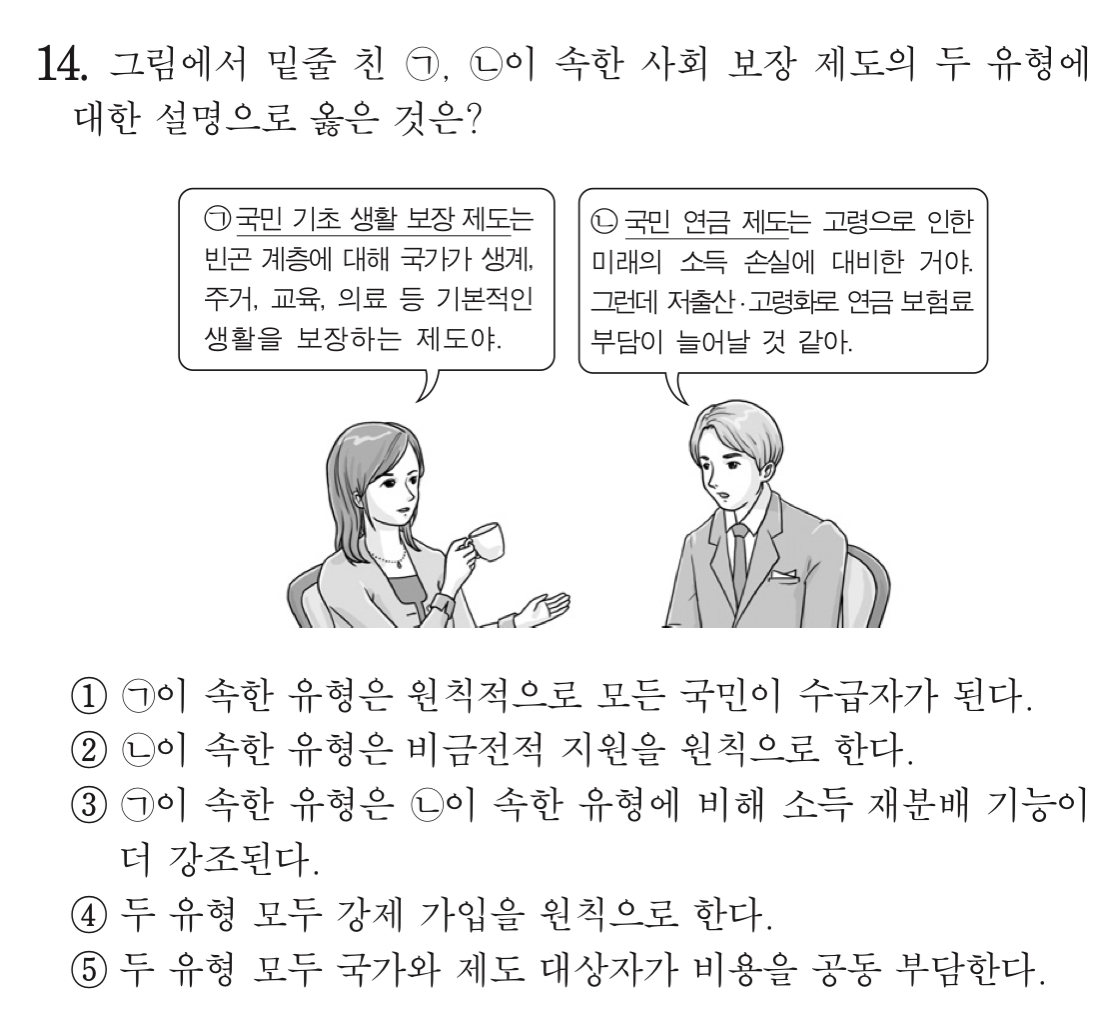 14. 그림에서 밑줄 친 ㉠, ㉡이 속한 사회 보장 제도의 두 유형에
대한 설명으로 옳은 것은?
㉠ 국민 기초 생활 보장 제도는
빈곤 계층에 대해 국가가 생계,
주거, 교육, 의료 등 기본적인
생활을 보장하는 제도야.
㉡ 국민 연금 제도는 고령으로 인한
미래의 소득 손실에 대비한 거야.
그런데 저출산·고령화로 연금 보험료
부담이 늘어날 것 같아.
① ㉠이 속한 유형은 원칙적으로 모든 국민이 수급자가 된다.
② ㉡이 속한 유형은 비금전적 지원을 원칙으로 한다.
③ ㉠이 속한 유형은 ㉡이 속한 유형에 비해 소득 재분배 기능이
더 강조된다.
④ 두 유형 모두 강제 가입을 원칙으로 한다.
⑤ 두 유형 모두 국가와 제도 대상자가 비용을 공동 부담한다.